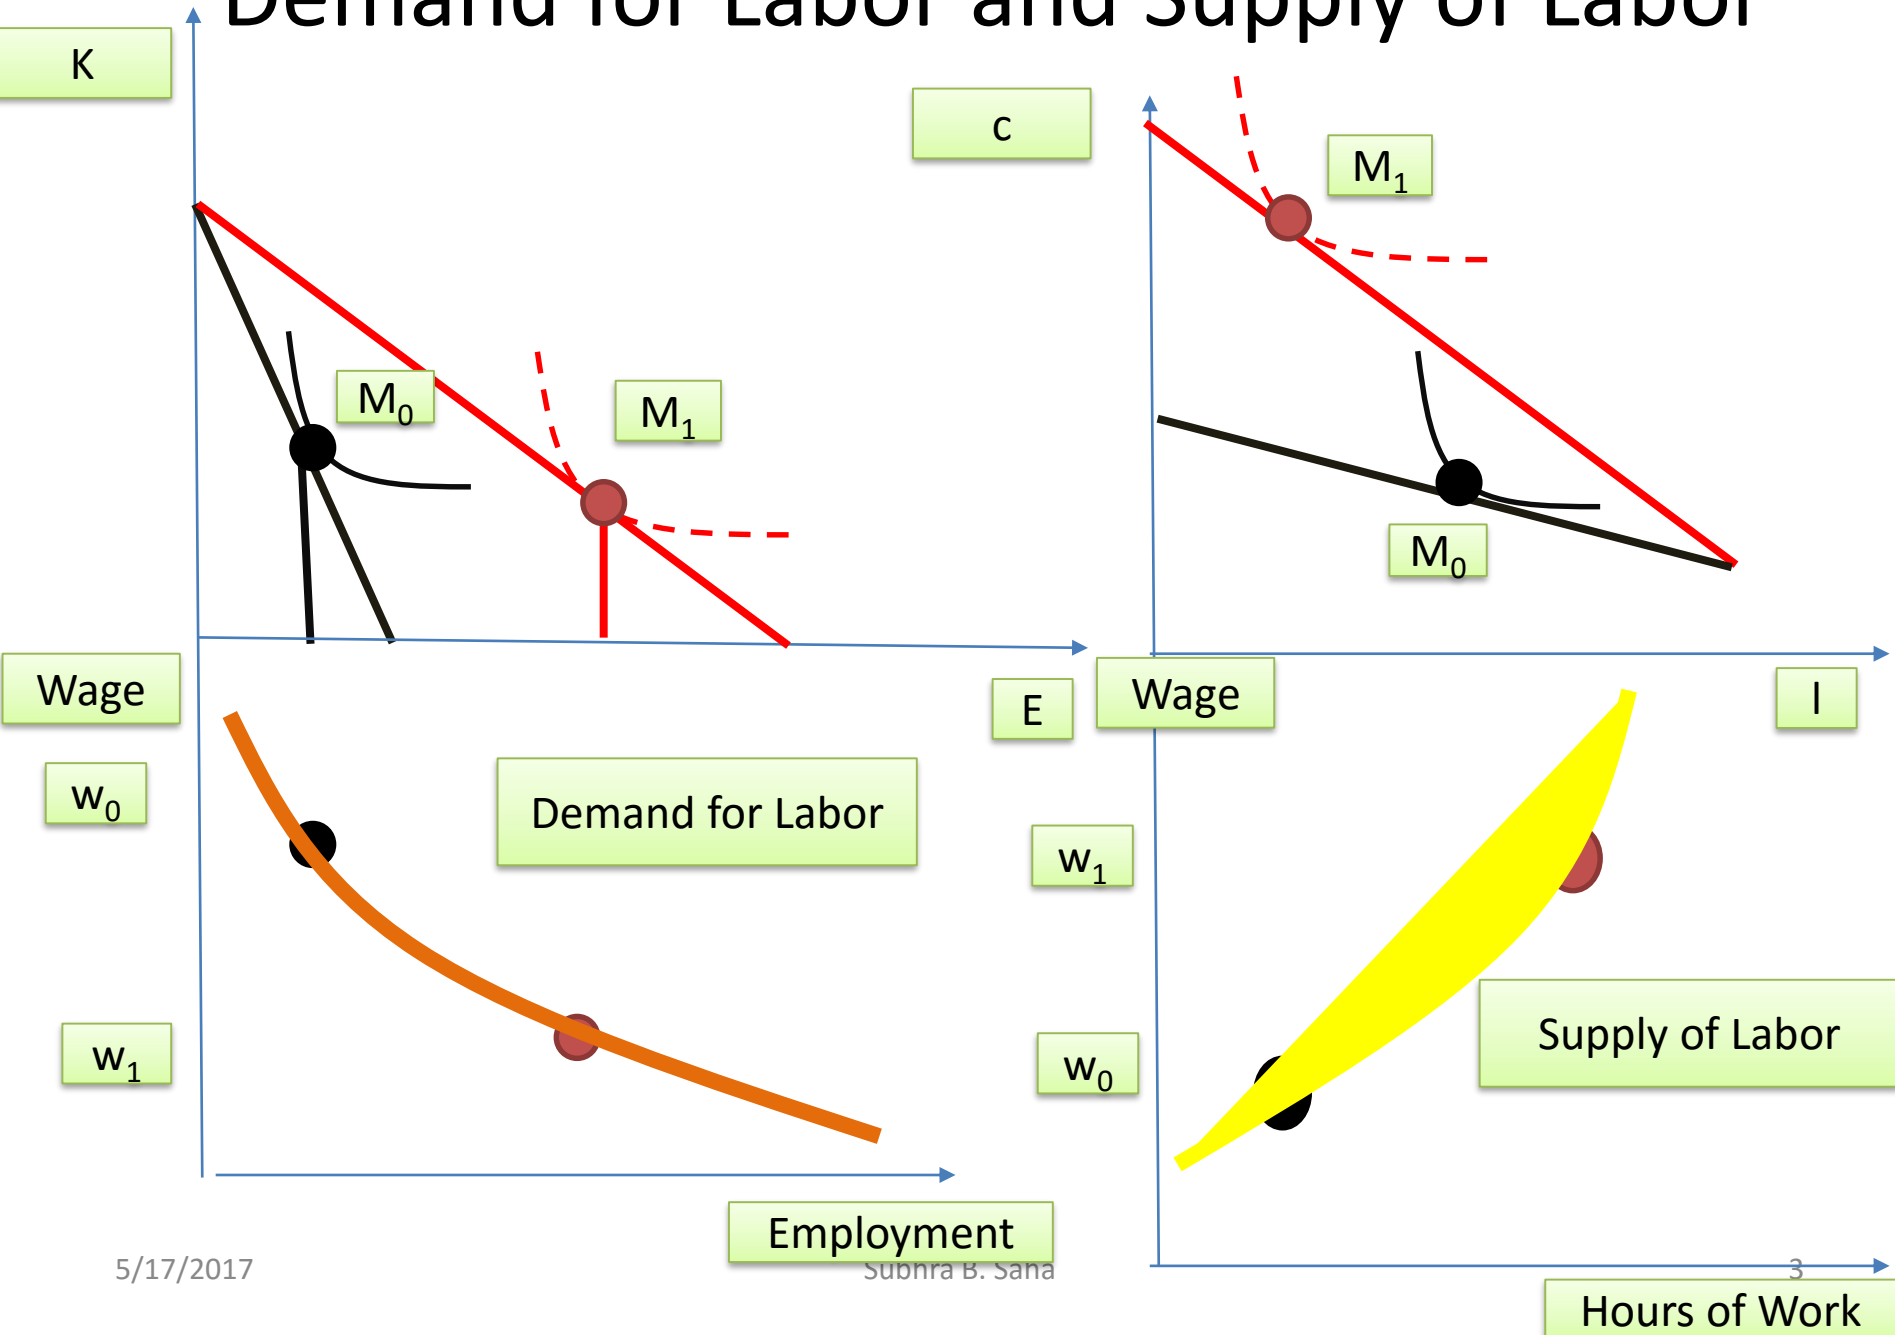 Demand for Labor and Supply of Labor
K
c
M1
M0
M1
M0
Wage
E
Wage
l
w0
Demand for Labor
w1
w1
Supply of Labor
w0
Employment
5/17/2017
Subhra B. Saha
3
Hours of Work